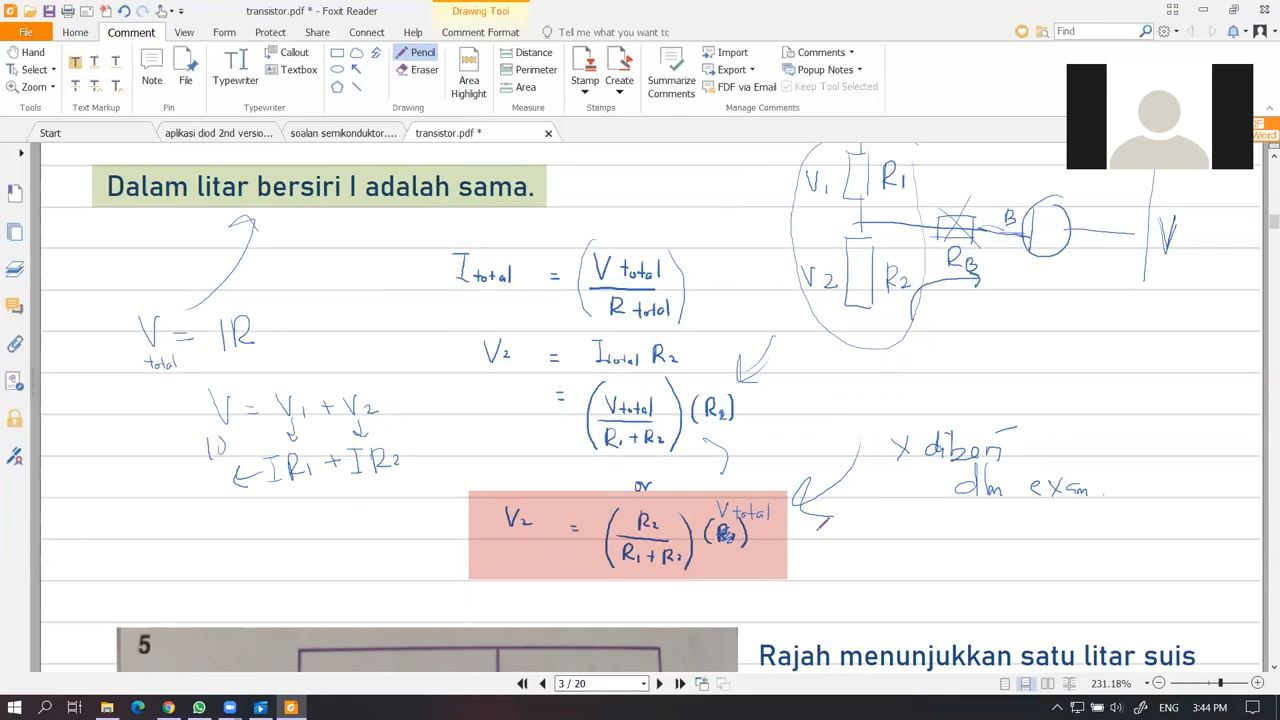 transistor.pdf * - Foxit Reader
Drawing Tool
File
Home
Comment
View
Form
Protect
Share
Connect
Help
Comment Format
Tell me what you want to
Find
Hand
Select
Zoom
Tools
Text Markup
Note
File
Pin
Typewriter
Callout
Textbox
Typewriter
Pencil
Eraser
Drawing
Area Highlight
Distance
Perimeter
Area
Measure
Stamp
Create
Stamps
Summarize Comments
Import
Export
FDF via Email
Comments
Popup Notes
Keep Tool Selected
Manage Comments
Start
aplikasi diod 2nd versio...
soalan semikonduktor....
transistor.pdf *
Word
Dalam litar bersiri I adalah sama.
V1 R1
B
RB
V
V2 R2
I total = (V total / R total)
V total = IR
V2 = I total R2
= (V total / R1 + R2) (R2)
V = V1 + V2
10
IR1 + IR2
or
X diberi
dlm exam.
V total
V2 = (R2 / R1 + R2) ( )
5
Rajah menunjukkan satu litar suis
3 / 20
231.18%
ENG
3:44 PM